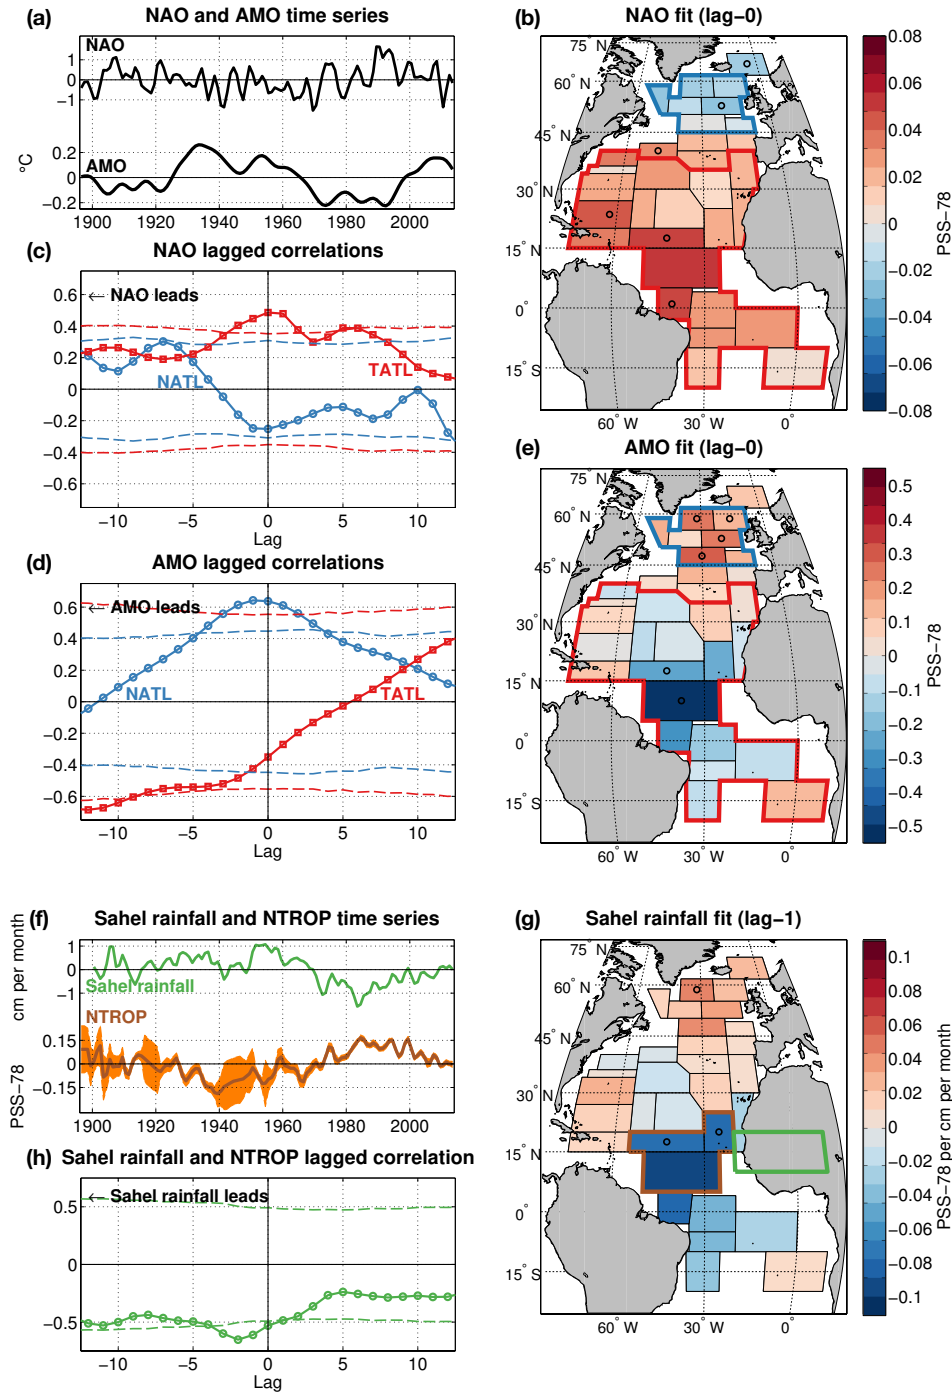 (a) NAO and AMO time series
NAO
1
0
−1
°C
0.2
AMO
0
−0.2
1900 1920 1940 1960 1980 2000
(b) NAO fit (lag-0)
75° N
60° N
45° N
30° N
15° N
0°
15° S
60° W 30° W 0°
0.08
0.06
0.04
0.02
0
−0.02
−0.04
−0.06
−0.08
PSS−78
(c) NAO lagged correlations
← NAO leads
0.6
0.4
0.2
0
−0.2
−0.4
−0.6
NATL
TATL
−10 −5 0 5 10
Lag
(d) AMO lagged correlations
← AMO leads
0.6
0.4
0.2
0
−0.2
−0.4
−0.6
NATL
TATL
−10 −5 0 5 10
Lag
(e) AMO fit (lag-0)
75° N
60° N
45° N
30° N
15° N
0°
15° S
60° W 30° W 0°
0.5
0.4
0.3
0.2
0.1
0
−0.1
−0.2
−0.3
−0.4
−0.5
PSS−78
(f) Sahel rainfall and NTROP time series
cm per month
1
0
−1
Sahel rainfall
NTROP
PSS−78
0.15
0
−0.15
1900 1920 1940 1960 1980 2000
(g) Sahel rainfall fit (lag−1)
75° N
60° N
45° N
30° N
15° N
0°
15° S
60° W 30° W 0°
0.1
0.08
0.06
0.04
0.02
0
−0.02
−0.04
−0.06
−0.08
−0.1
PSS−78 per cm per month
(h) Sahel rainfall and NTROP lagged correlation
← Sahel rainfall leads
0.5
0
−0.5
−10 −5 0 5 10
Lag